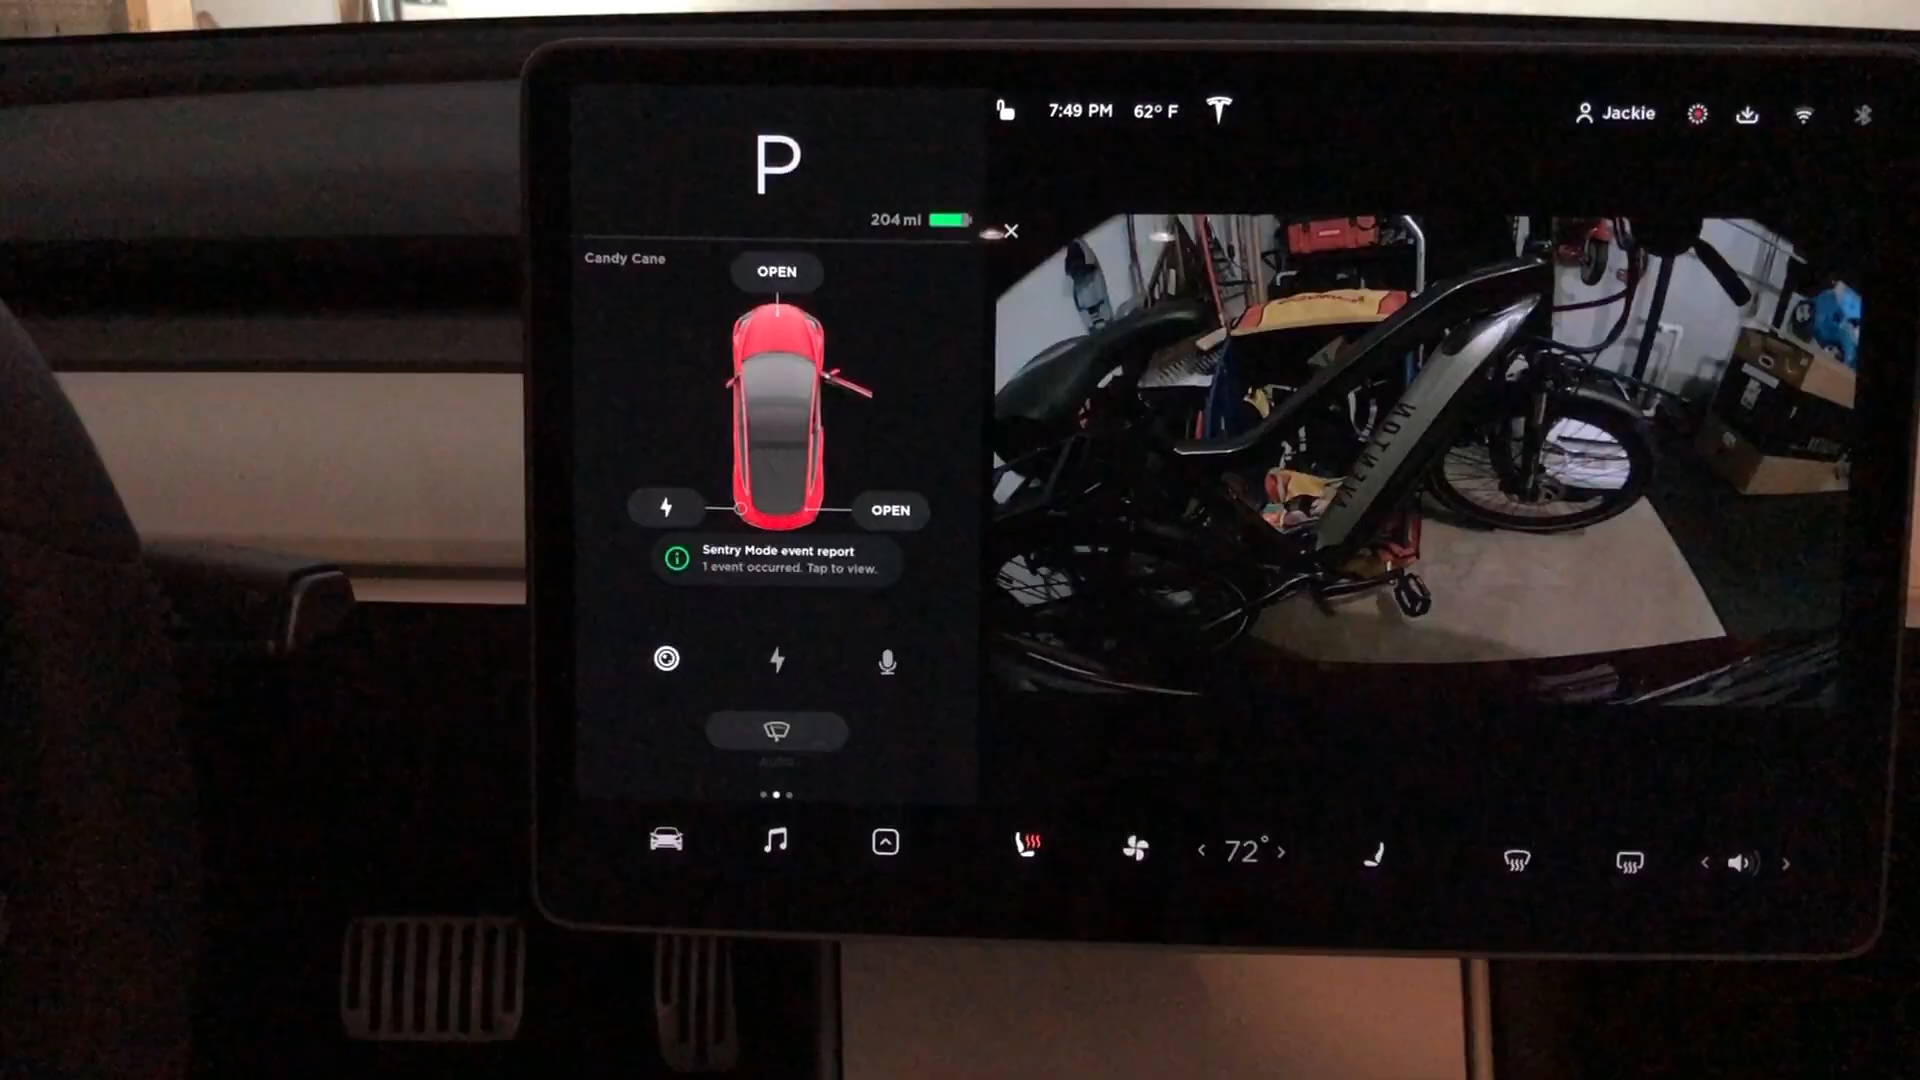 P
7:49 PM 62° F
Jackie
204 mi
Candy Cane
OPEN
OPEN
Sentry Mode event report
1 event occurred. Tap to view.
AUTO
72°
AVENTON